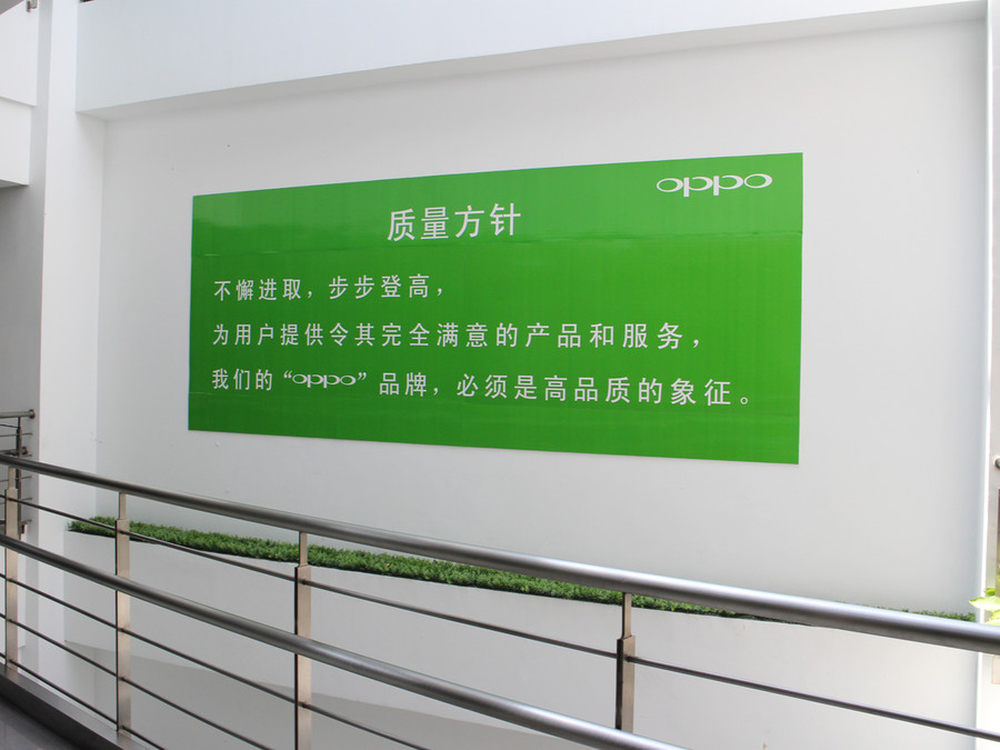 oppo
质量方针
不懈进取，步步登高，
为用户提供令其完全满意的产品和服务，
我们的“oppo”品牌，必须是高品质的象征。